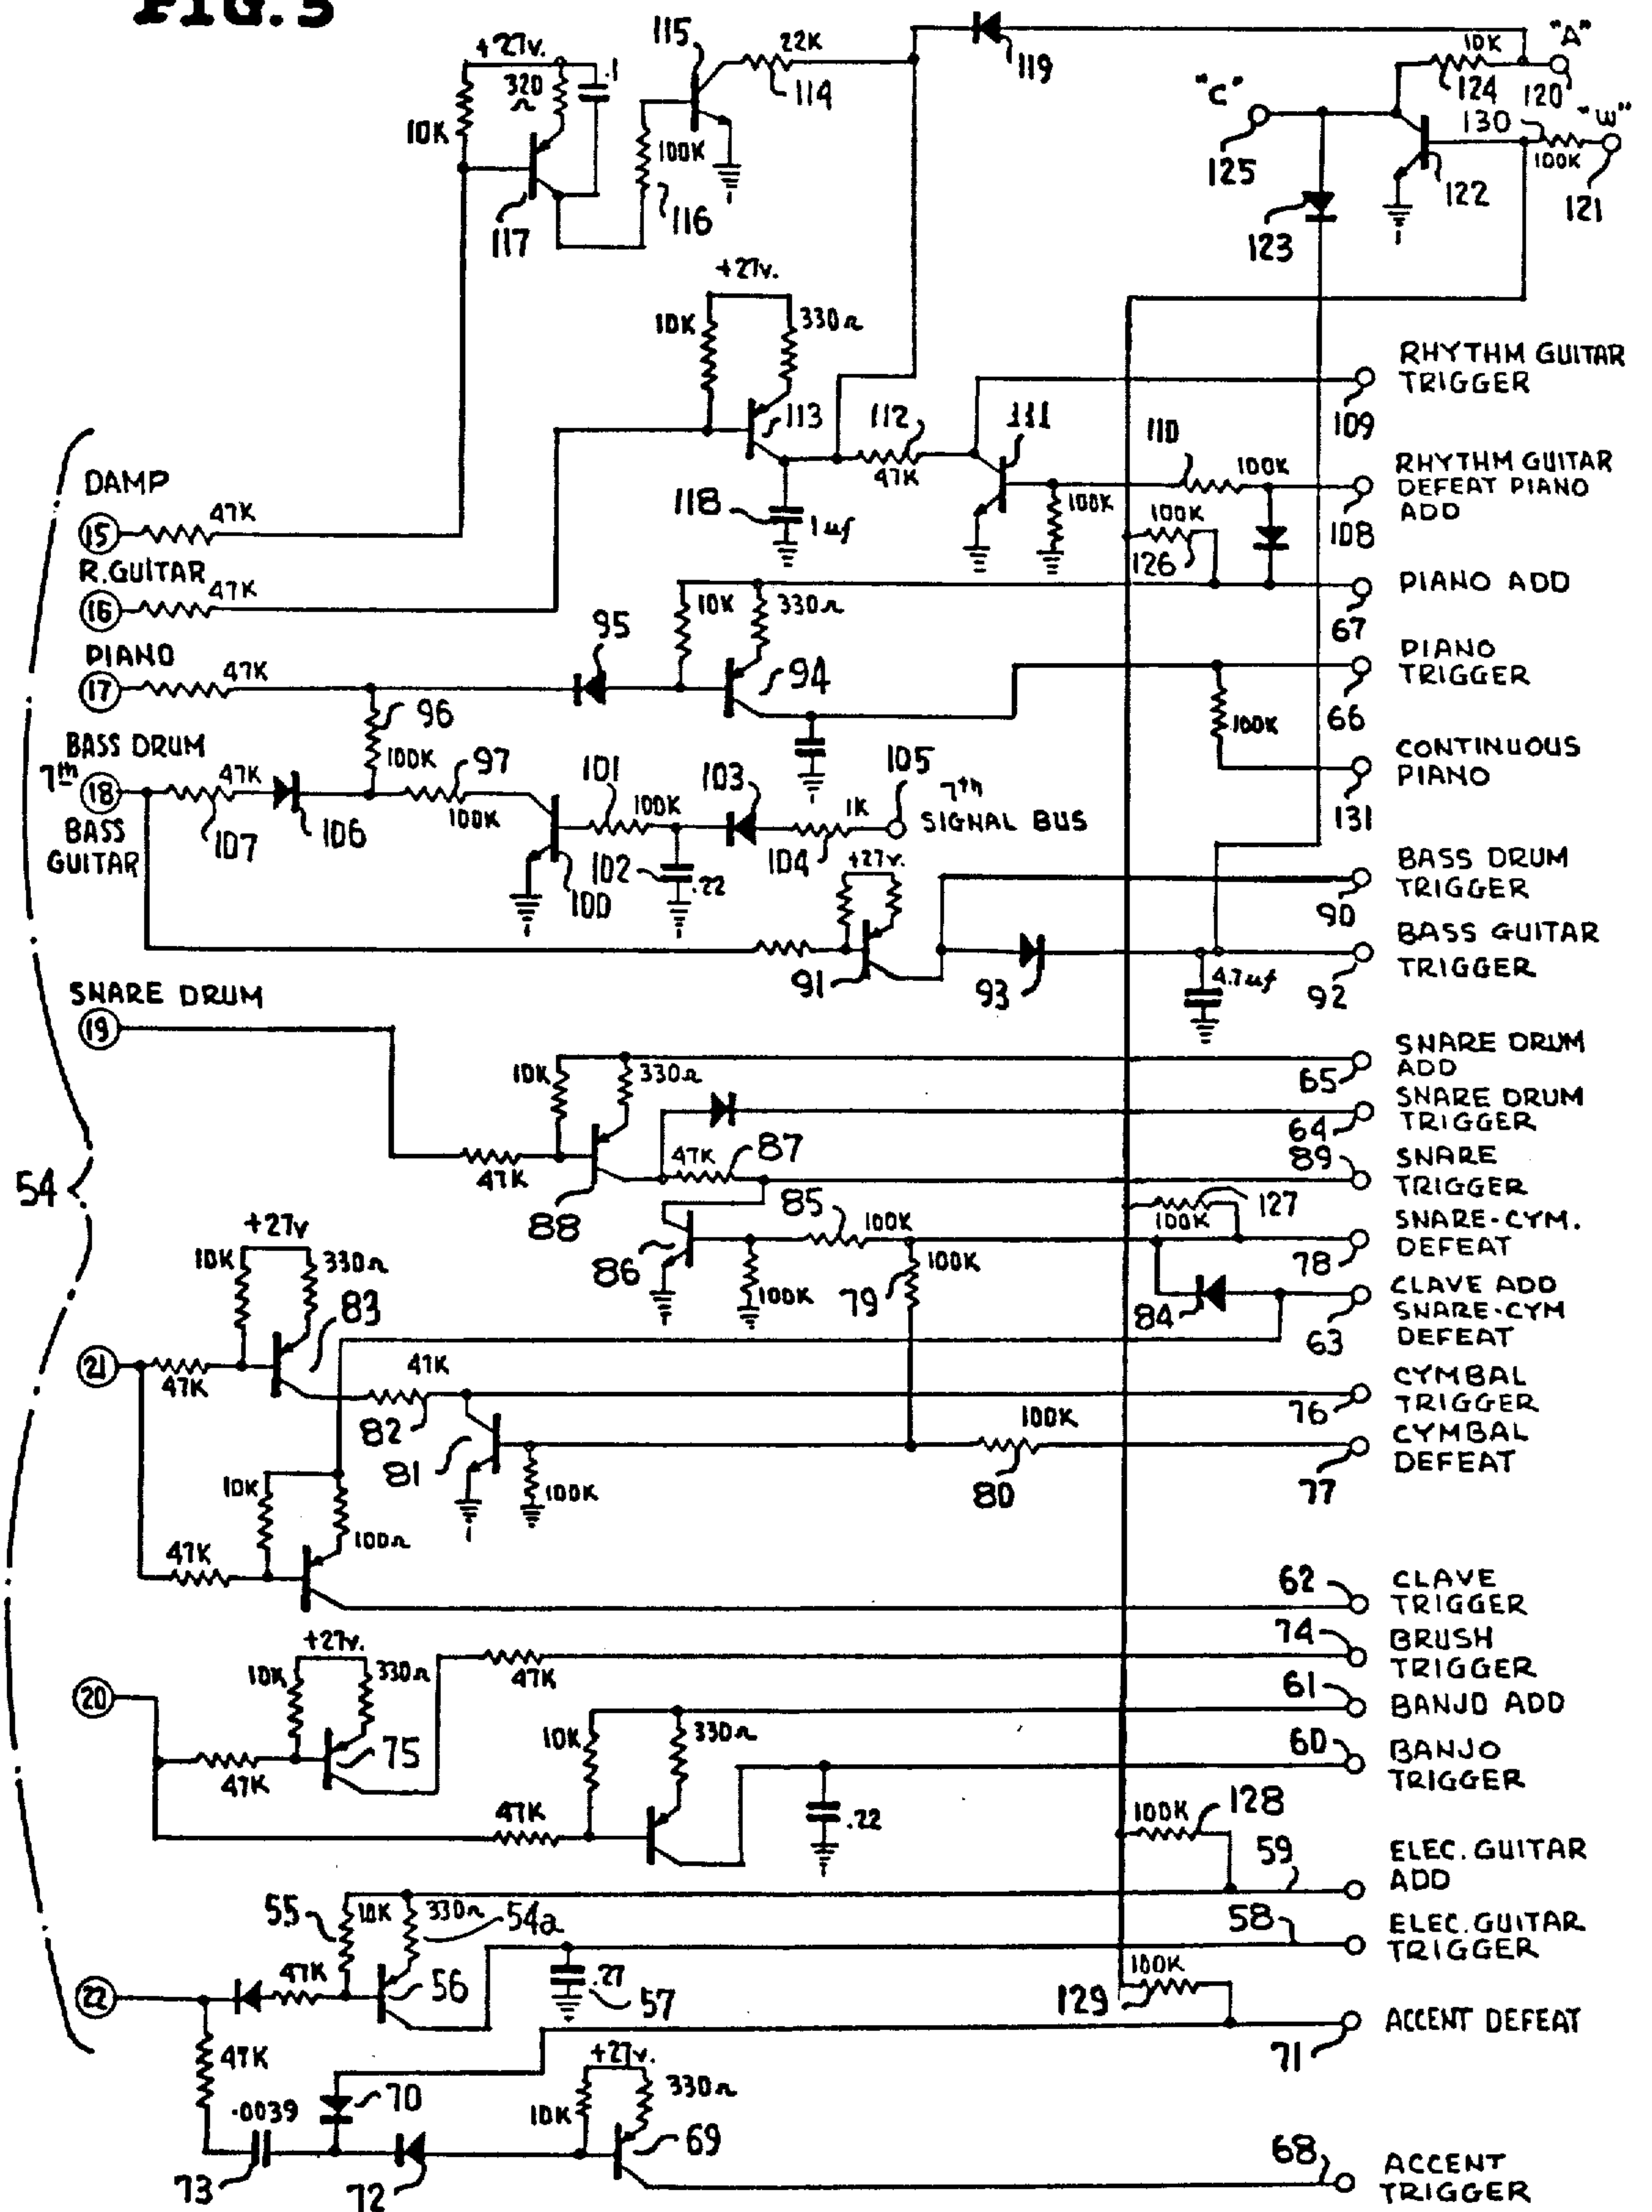 FIG. 5
+27v.
320
Ω
.1
10K
117
115
22K
114
100K
116
119
"A"
10K
124
120
"C"
125
130
"W"
100K
122
121
123
+27v.
10K
330Ω
113
112
47K
111
118
1uf
100K
110
100K
100K
126
RHYTHM GUITAR
TRIGGER
109
RHYTHM GUITAR
DEFEAT PIANO
ADD
108
PIANO ADD
67
PIANO
TRIGGER
66
100K
CONTINUOUS
PIANO
131
DAMP
15
47K
R.GUITAR
16
47K
PIANO
17
47K
95
10K
330Ω
94
96
100K
BASS DRUM
7th
18
BASS
GUITAR
47K
107
106
97
100K
101
100K
100
102
.22
103
104
1K
105
7th
SIGNAL BUS
+27v.
91
93
4.7uf
BASS DRUM
TRIGGER
90
BASS GUITAR
TRIGGER
92
SNARE DRUM
19
10K
330Ω
47K
88
47K
87
SNARE DRUM
ADD
65
SNARE DRUM
TRIGGER
64
SNARE
TRIGGER
89
127
100K
SNARE-CYM.
DEFEAT
78
85
100K
86
100K
79
100K
84
CLAVE ADD
SNARE-CYM
DEFEAT
63
54
+27v
10K
330Ω
83
21
47K
47K
82
81
100K
100K
80
CYMBAL
TRIGGER
76
CYMBAL
DEFEAT
77
10K
100Ω
47K
62
CLAVE
TRIGGER
74
BRUSH
TRIGGER
61
BANJO ADD
60
BANJO
TRIGGER
20
+27v.
10K
330Ω
47K
75
47K
10K
330Ω
47K
.22
100K
128
59
ELEC. GUITAR
ADD
58
ELEC. GUITAR
TRIGGER
55
10K
330Ω
54a
22
47K
56
.27
57
100K
129
71
ACCENT DEFEAT
47K
.0039
73
70
72
+27v.
10K
330Ω
69
68
ACCENT
TRIGGER